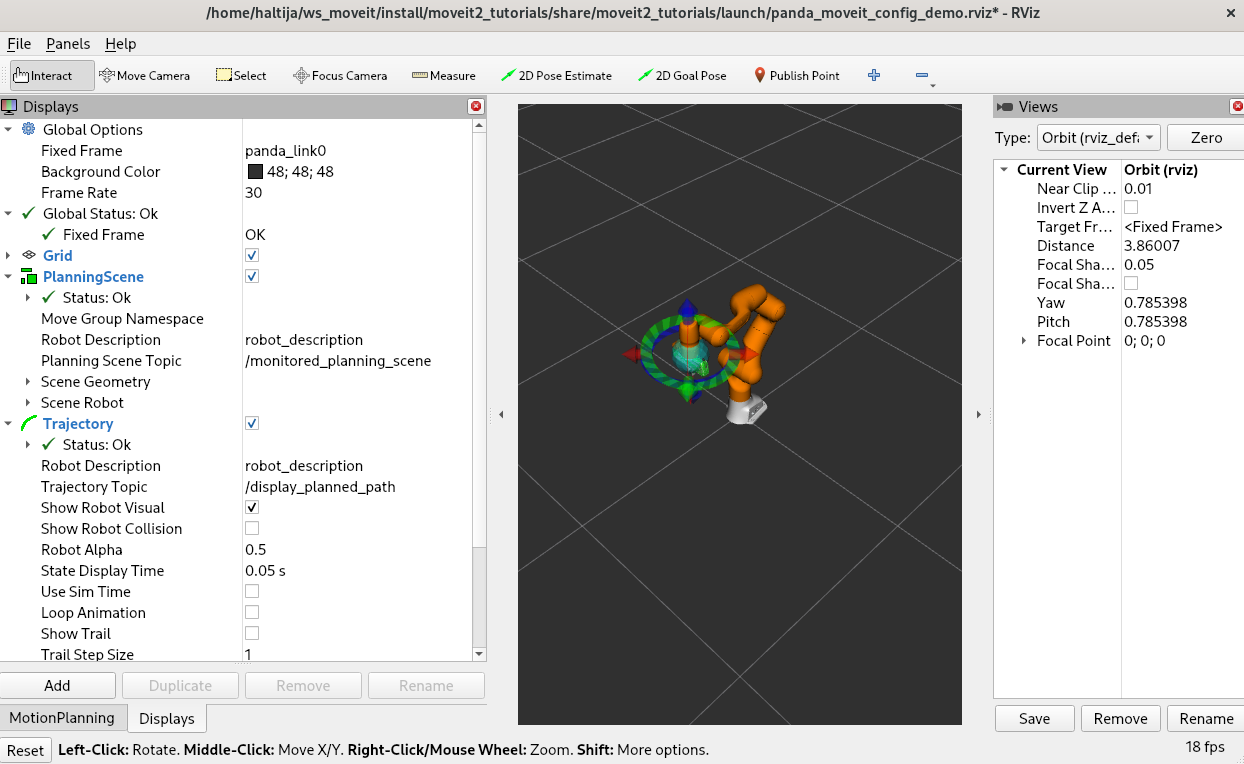 /home/haltija/ws_moveit/install/moveit2_tutorials/share/moveit2_tutorials/launch/panda_moveit_config_demo.rviz* - RViz
File Panels Help
Interact Move Camera Select Focus Camera Measure 2D Pose Estimate 2D Goal Pose Publish Point
Displays
Global Options
Fixed Frame panda_link0
Background Color 48; 48; 48
Frame Rate 30
Global Status: Ok
Fixed Frame OK
Grid
PlanningScene
Status: Ok
Move Group Namespace
Robot Description robot_description
Planning Scene Topic /monitored_planning_scene
Scene Geometry
Scene Robot
Trajectory
Status: Ok
Robot Description robot_description
Trajectory Topic /display_planned_path
Show Robot Visual
Show Robot Collision
Robot Alpha 0.5
State Display Time 0.05 s
Use Sim Time
Loop Animation
Show Trail
Trail Step Size 1
Add Duplicate Remove Rename
MotionPlanning Displays
Views
Type: Orbit (rviz_defa Zero
Current View Orbit (rviz)
Near Clip ... 0.01
Invert Z A...
Target Fr... <Fixed Frame>
Distance 3.86007
Focal Sha... 0.05
Focal Sha...
Yaw 0.785398
Pitch 0.785398
Focal Point 0; 0; 0
Save Remove Rename
Reset Left-Click: Rotate. Middle-Click: Move X/Y. Right-Click/Mouse Wheel: Zoom. Shift: More options. 18 fps